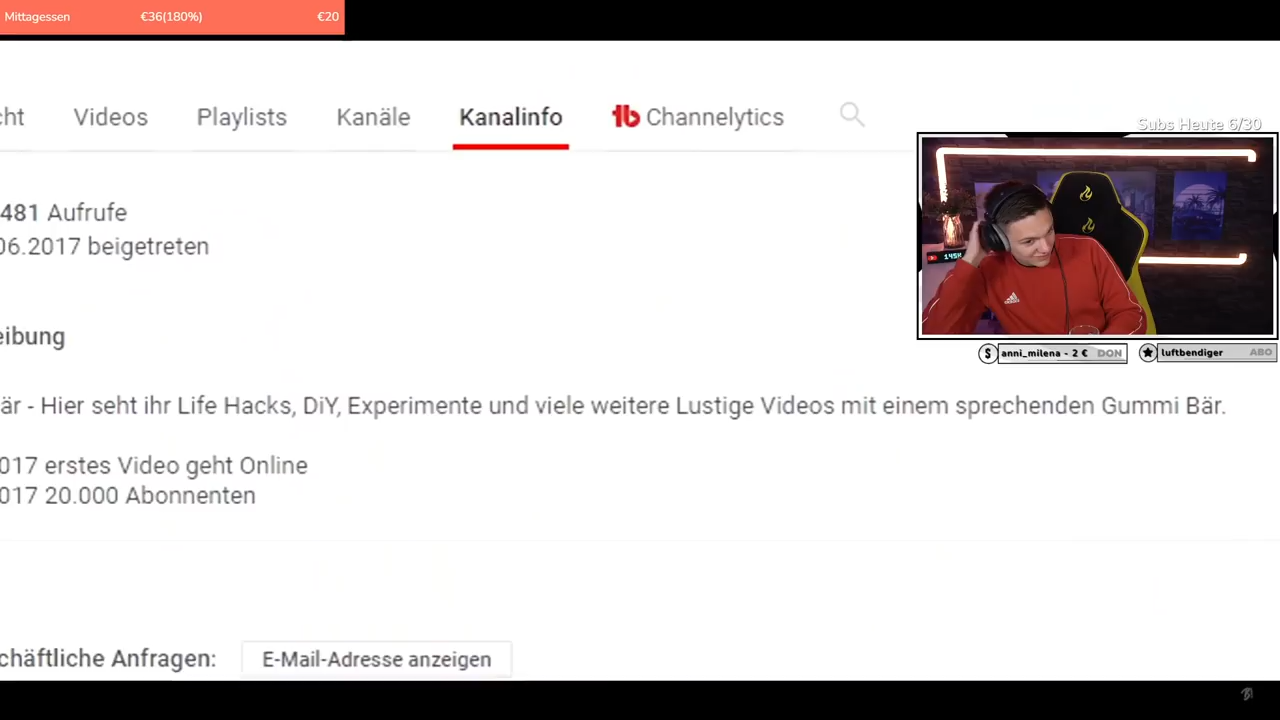 Mittagessen €36(180%) €20
cht Videos Playlists Kanäle Kanalinfo Channelytics
Subs Heute 6/30
481 Aufrufe
06.2017 beigetreten
145K
anni_milena - 2 € DON
luftbendiger ABO
eibung
är - Hier seht ihr Life Hacks, DiY, Experimente und viele weitere Lustige Videos mit einem sprechenden Gummi Bär.
017 erstes Video geht Online
017 20.000 Abonnenten
chäftliche Anfragen: E-Mail-Adresse anzeigen